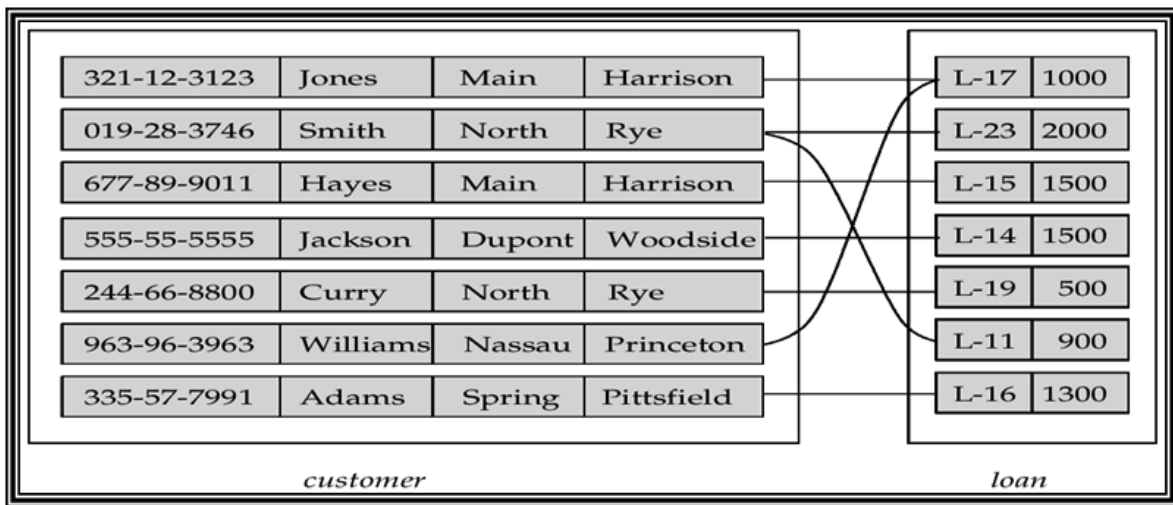 321-12-3123 Jones Main Harrison L-17 1000
019-28-3746 Smith North Rye L-23 2000
677-89-9011 Hayes Main Harrison L-15 1500
555-55-5555 Jackson Dupont Woodside L-14 1500
244-66-8800 Curry North Rye L-19 500
963-96-3963 Williams Nassau Princeton L-11 900
335-57-7991 Adams Spring Pittsfield L-16 1300
customer loan